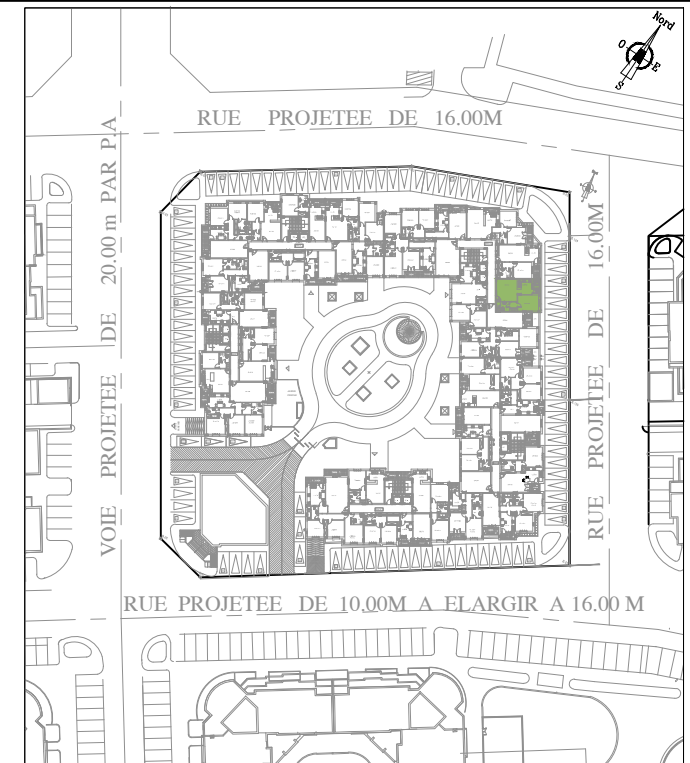 Nord
O
E
S
RUE PROJETEE DE 16.00M
VOIE PROJETEE DE 20.00 m PAR P.A
RUE PROJETEE DE 16.00M
RUE PROJETEE DE 10.00M A ELARGIR A 16.00 M